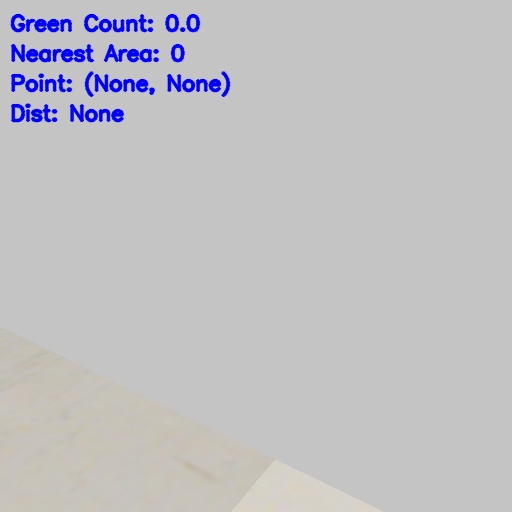 Green Count: 0.0
Nearest Area: 0
Point: (None, None)
Dist: None